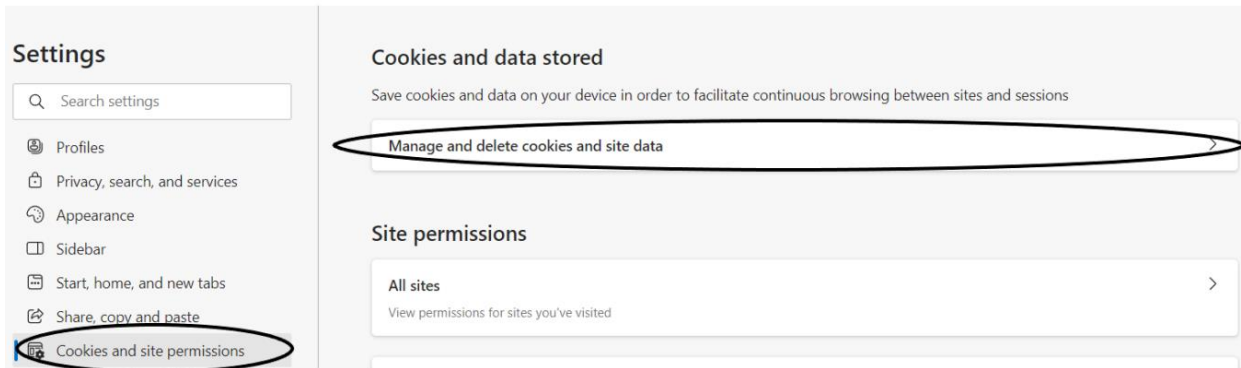 Settings
Search settings
Profiles
Privacy, search, and services
Appearance
Sidebar
Start, home, and new tabs
Share, copy and paste
Cookies and site permissions
Cookies and data stored
Save cookies and data on your device in order to facilitate continuous browsing between sites and sessions
Manage and delete cookies and site data
Site permissions
All sites
View permissions for sites you've visited